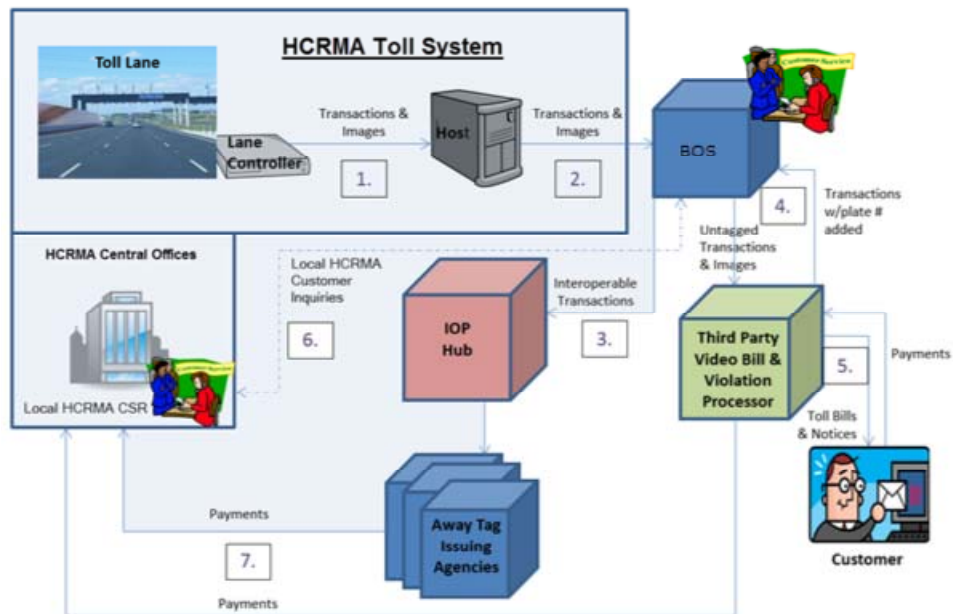 HCRMA Toll System
Toll Lane
Lane
Controller
Transactions &
Images
1.
Host
Transactions &
Images
2.
Customer Service
BOS
4.
Transactions
w/plate #
added
Untagged
Transactions
& Images
HCRMA Central Offices
Local HCRMA
Customer
Inquiries
6.
IOP
Hub
Interoperable
Transactions
3.
Third Party
Video Bill &
Violation
Processor
5.
Payments
Local HCRMA CSR
Toll Bills
& Notices
Customer
Payments
7.
Away Tag
Issuing
Agencies
Payments